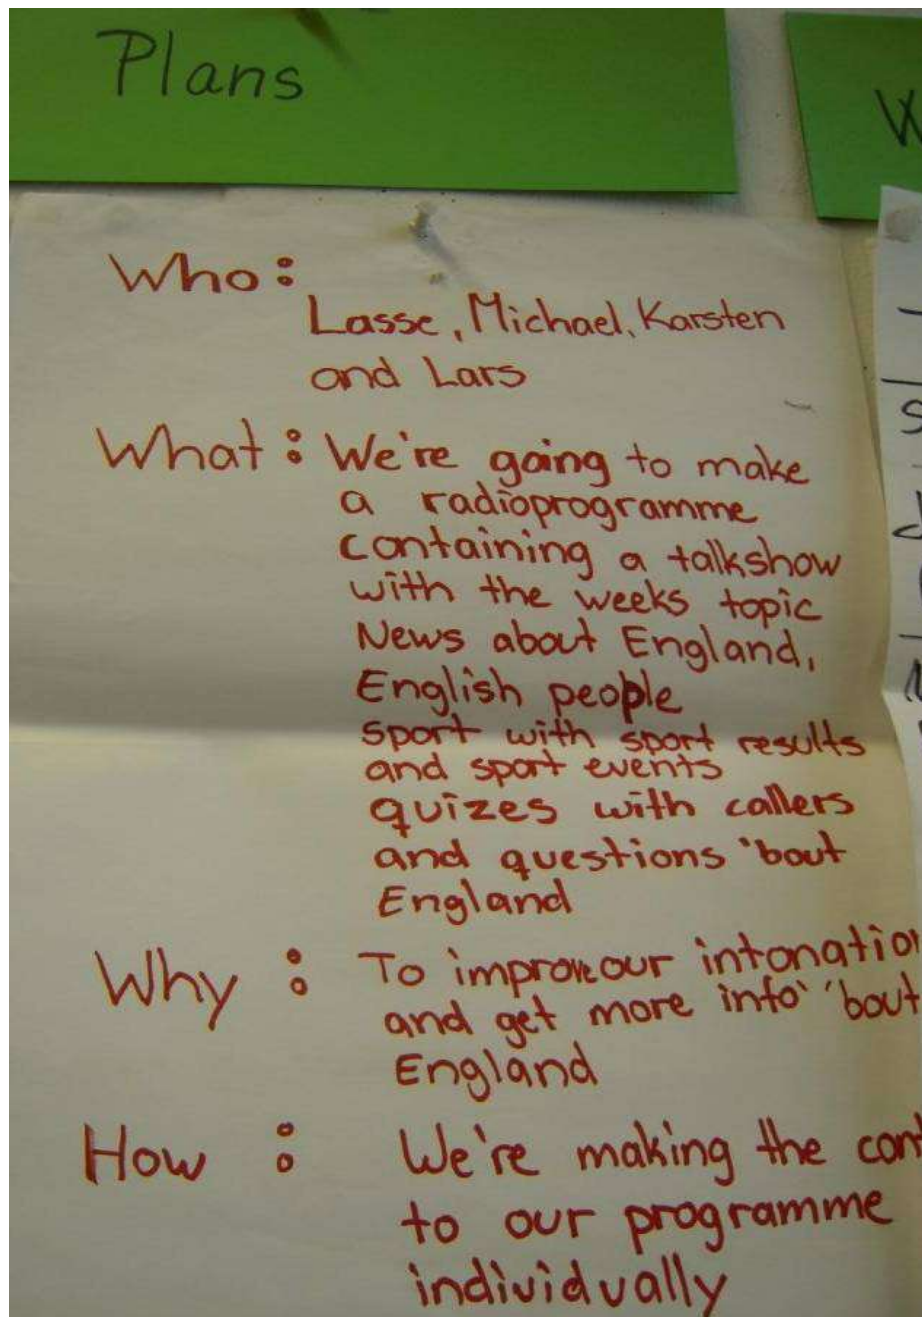 Plans
Who:
Lasse, Michael, Karsten
and Lars
What: We're going to make
a radioprogramme
containing a talkshow
with the weeks topic
News about England,
English people
sport with sport results
and sport events
quizes with callers
and questions 'bout
England
Why: To improve our intonation
and get more info' 'bout
England
How: We're making the
to our programme
individually